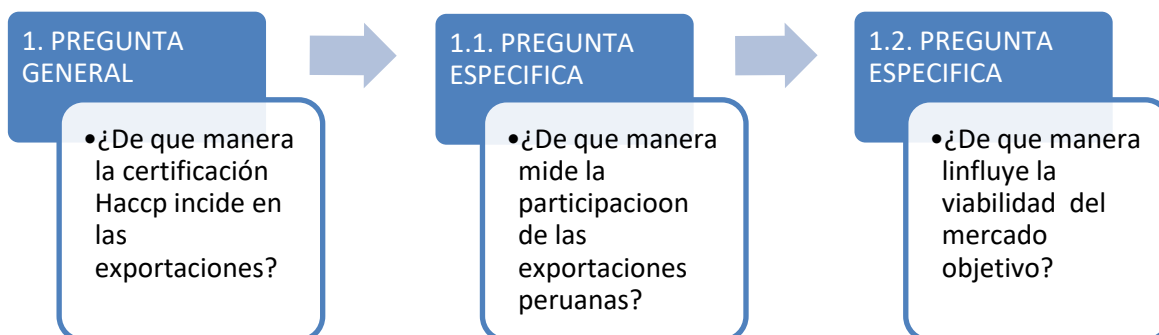 1. PREGUNTA
GENERAL
•¿De que manera
la certificación
Haccp incide en
las
exportaciones?
1.1. PREGUNTA
ESPECIFICA
•¿De que manera
mide la
participacioon
de las
exportaciones
peruanas?
1.2. PREGUNTA
ESPECIFICA
•¿De que manera
linfluye la
viabilidad del
mercado
objetivo?